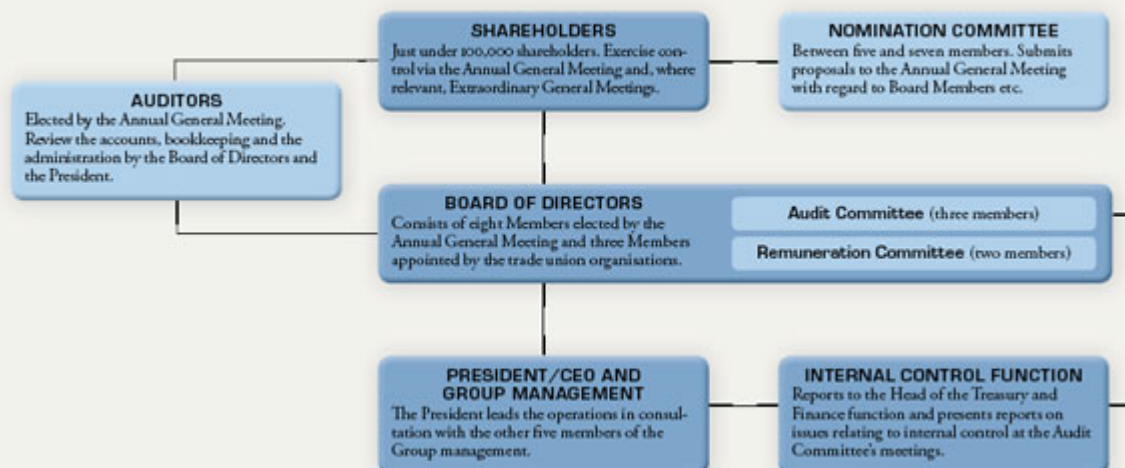 SHAREHOLDERS
Just under 100,000 shareholders. Exercise con-
trol via the Annual General Meeting and, where
relevant, Extraordinary General Meetings.
NOMINATION COMMITTEE
Between five and seven members. Submits
proposals to the Annual General Meeting
with regard to Board Members etc.
AUDITORS
Elected by the Annual General Meeting.
Review the accounts, bookkeeping and the
administration by the Board of Directors and
the President.
BOARD OF DIRECTORS
Consists of eight Members elected by the
Annual General Meeting and three Members
appointed by the trade union organisations.
Audit Committee (three members)
Remuneration Committee (two members)
PRESIDENT/CEO AND
GROUP MANAGEMENT
The President leads the operations in consul-
tation with the other five members of the
Group management.
INTERNAL CONTROL FUNCTION
Reports to the Head of the Treasury and
Finance function and presents reports on
issues relating to internal control at the Audit
Committee's meetings.